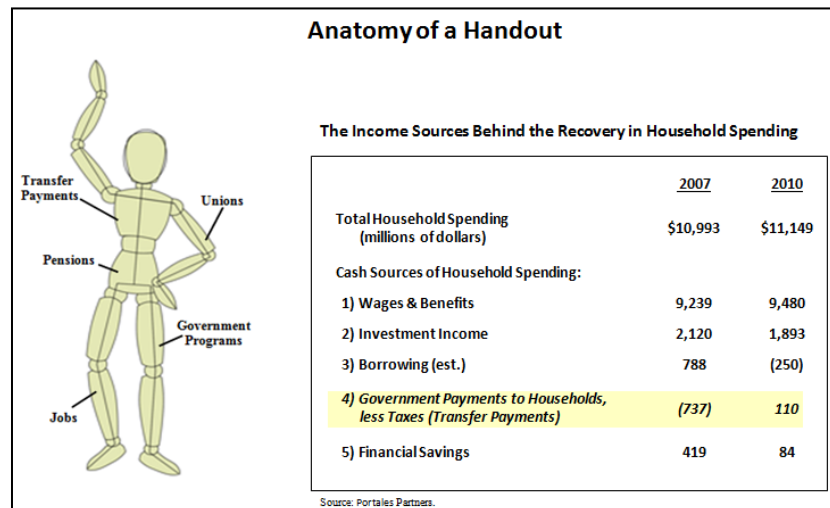 Anatomy of a Handout
Transfer
Payments
Unions
Pensions
Government
Programs
Jobs
The Income Sources Behind the Recovery in Household Spending
2007 2010
Total Household Spending
(millions of dollars) $10,993 $11,149
Cash Sources of Household Spending:
1) Wages & Benefits 9,239 9,480
2) Investment Income 2,120 1,893
3) Borrowing (est.) 788 (250)
4) Government Payments to Households,
less Taxes (Transfer Payments) (737) 110
5) Financial Savings 419 84
Source: Portales Partners.